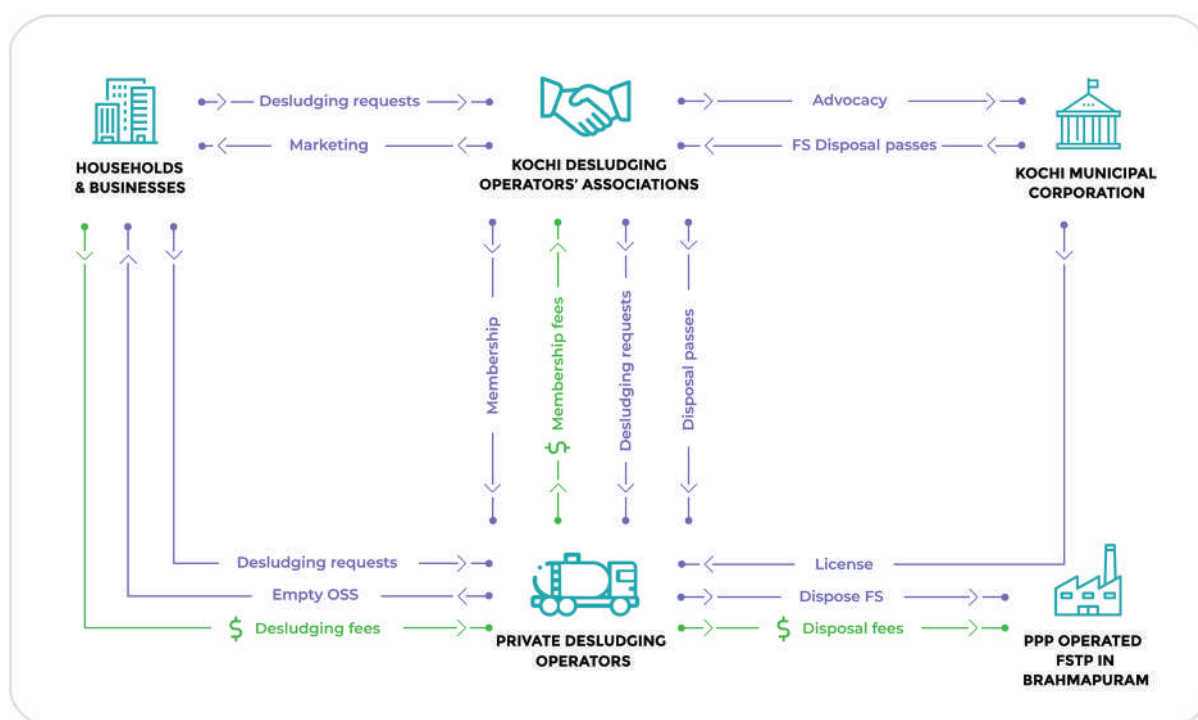 Desludging requests
Advocacy
Marketing
FS Disposal passes
HOUSEHOLDS
& BUSINESSES
KOCHI DESLUDGING
OPERATORS' ASSOCIATIONS
KOCHI MUNICIPAL
CORPORATION
Membership
$ Membership fees
Desludging requests
Disposal passes
Desludging requests
License
Empty OSS
Dispose FS
$ Desludging fees
$ Disposal fees
PRIVATE DESLUDGING
OPERATORS
PPP OPERATED
FSTP IN
BRAHMAPURAM